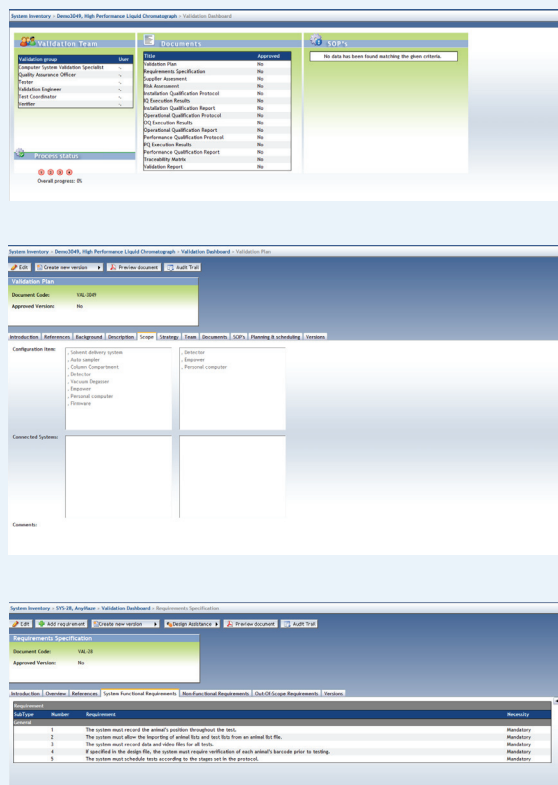 System Inventory > Demo3049, High Performance Liquid Chromatograph > Validation Dashboard
Validation Team
Validation group User
Computer System Validation Specialist -,
Quality Assurance Officer -,
Tester -,
Validation Engineer -,
Test Coordinator -,
Verifier -,
Process status
Overall progress: 0%
Documents
Title Approved
Validation Plan No
Requirements Specification No
Supplier Assesment No
Risk Assessment No
Installation Qualification Protocol No
IQ Execution Results No
Installation Qualification Report No
Operational Qualification Protocol No
OQ Execution Results No
Operational Qualification Report No
Performance Qualification Protocol No
PQ Execution Results No
Performance Qualification Report No
Traceability Matrix No
Validation Report No
SOP's
No data has been found matching the given criteria.
System Inventory > Demo3049, High Performance Liquid Chromatograph > Validation Dashboard > Validation Plan
Edit Create new version Preview document Audit Trail
Validation Plan
Document Code: VAL-3049
Approved Version: No
Introduction References Background Description Scope Strategy Team Documents SOP's Planning & scheduling Versions
Configuration Item:
, Solvent delivery system
, Auto sampler
, Column Compartment
, Detector
, Vacuum Degasser
, Empower
, Personal computer
, Firmware
, Detector
, Empower
, Personal computer
Connected Systems:
Comments:
System Inventory > SYS-28, AnyMaze > Validation Dashboard > Requirements Specification
Edit Add requirement Create new version Design Assistance Preview document Audit Trail
Requirements Specification
Document Code: VAL-28
Approved Version: No
Introduction Overview References System Functional Requirements Non-Functional Requirements Out-Of-Scope Requirements Versions
Requirement
SubType Number Requirement Necessity
General
1 The system must record the animal's position throughout the test. Mandatory
2 The system must allow the importing of animal lists and test lists from an animal list file. Mandatory
3 The system must record data and video files for all tests. Mandatory
4 If specified in the design file, the system must require verification of each animal's barcode prior to testing. Mandatory
5 The system must schedule tests according to the stages set in the protocol. Mandatory